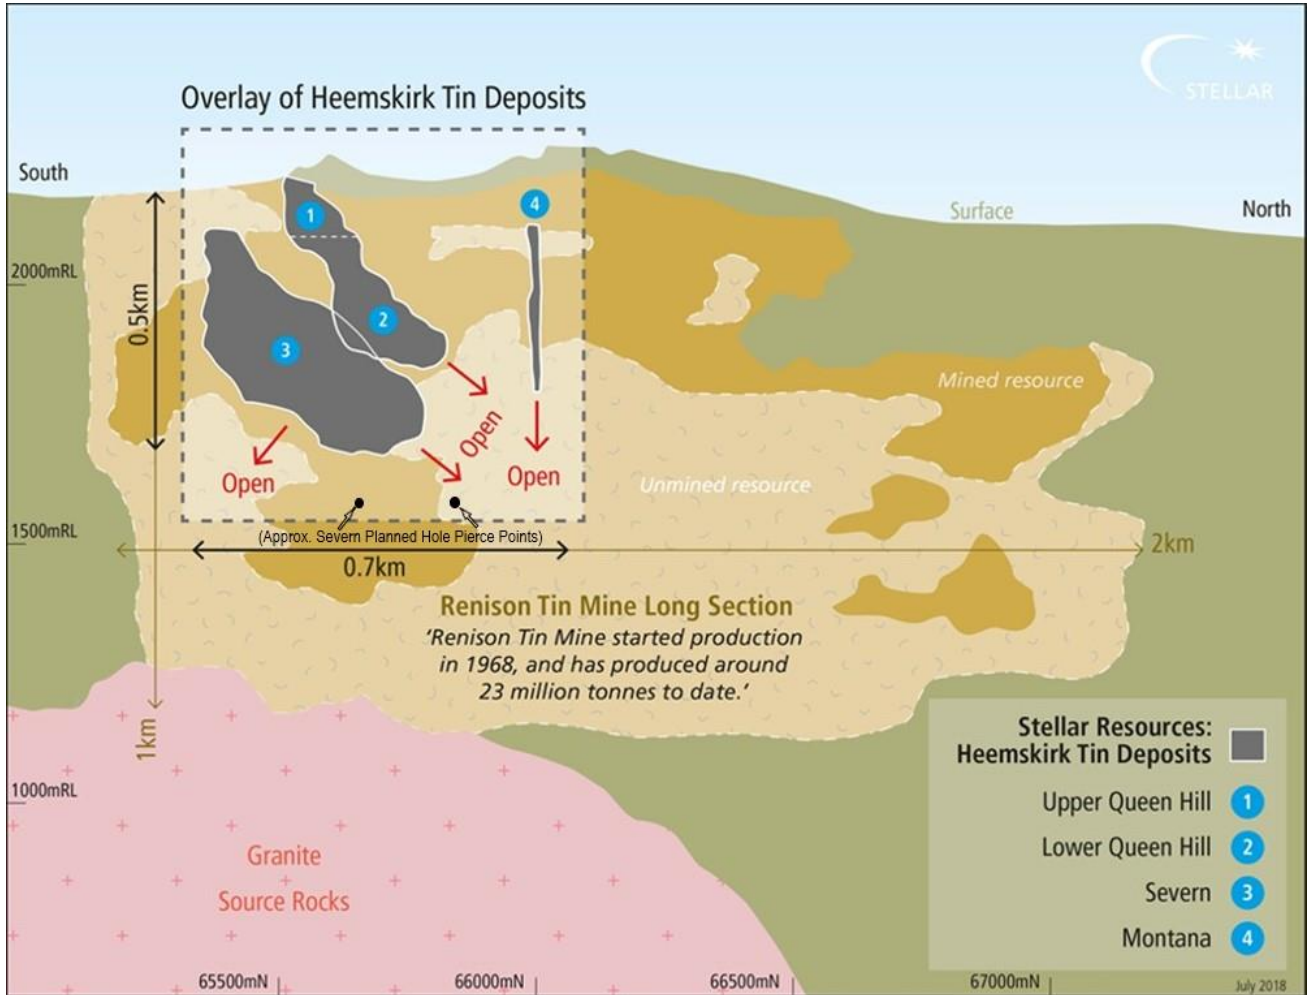 STELLAR
Overlay of Heemskirk Tin Deposits
South
Surface
North
1
4
2000mRL
0.5km
2
3
Mined resource
Open
Open
Open
Unmined resource
1500mRL
(Approx. Severn Planned Hole Pierce Points)
2km
0.7km
Renison Tin Mine Long Section
‘Renison Tin Mine started production
in 1968, and has produced around
23 million tonnes to date.’
1km
1000mRL
Granite
Source Rocks
Stellar Resources:
Heemskirk Tin Deposits
Upper Queen Hill 1
Lower Queen Hill 2
Severn 3
Montana 4
65500mN
66000mN
66500mN
67000mN
July 2018